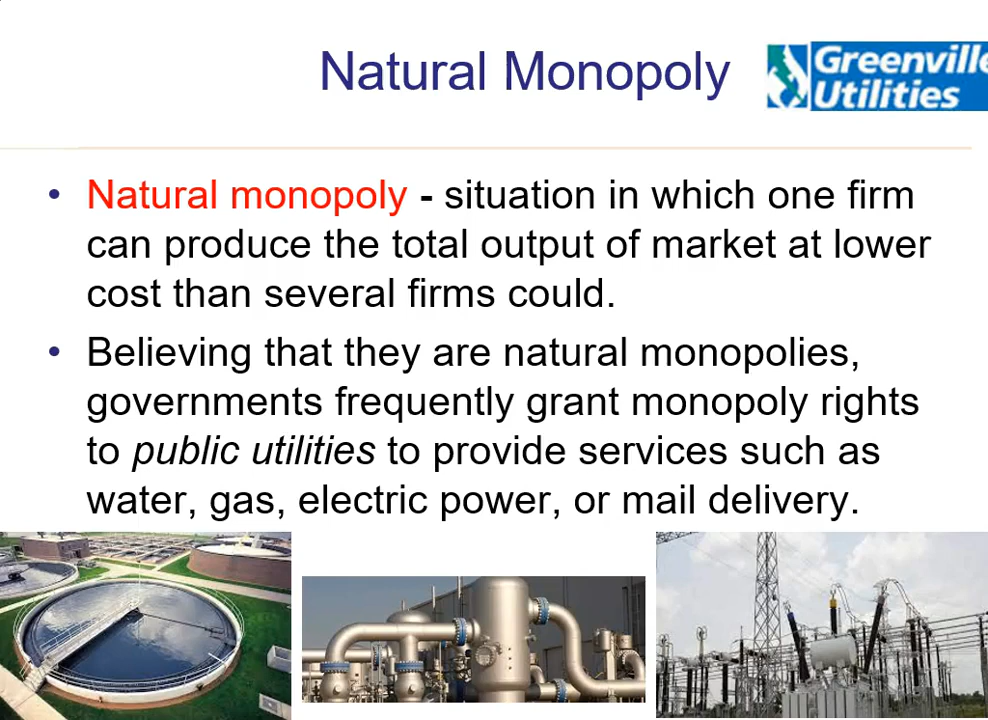 Natural Monopoly
Greenville
Utilities
• Natural monopoly - situation in which one firm
can produce the total output of market at lower
cost than several firms could.
• Believing that they are natural monopolies,
governments frequently grant monopoly rights
to public utilities to provide services such as
water, gas, electric power, or mail delivery.